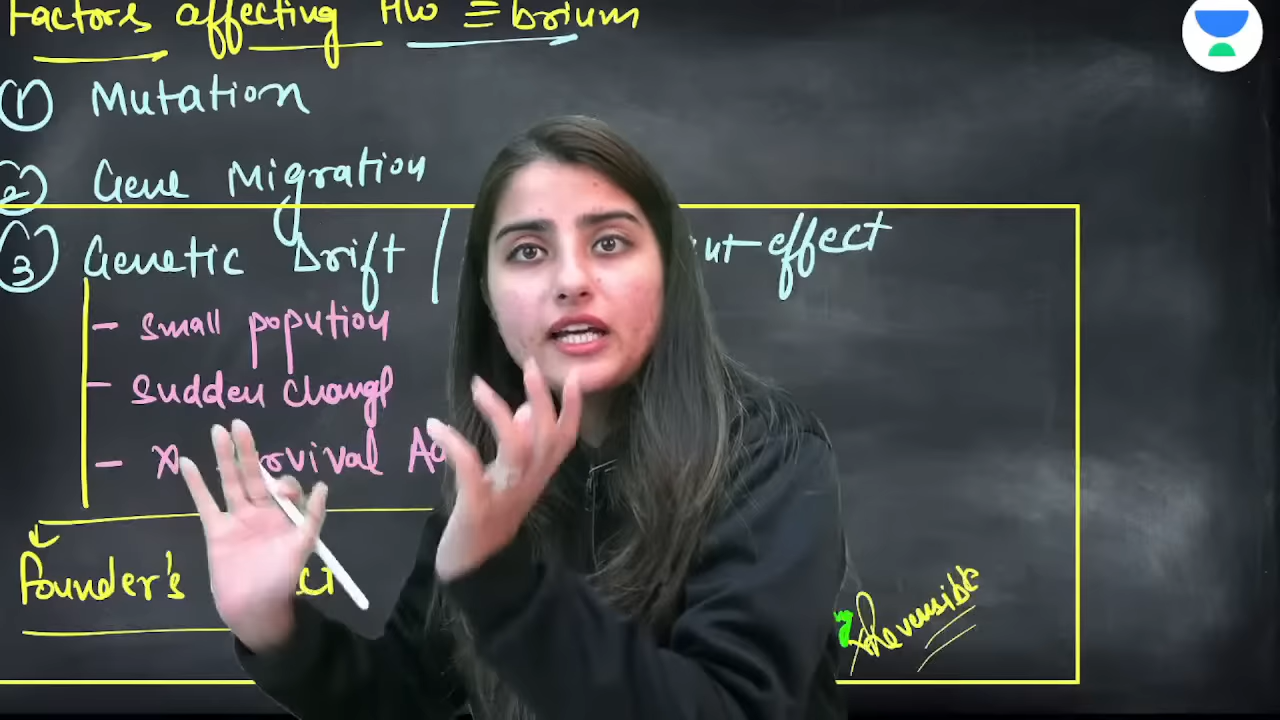 Factors affecting HW ≡ brium
① Mutation
② Gene Migration
③ Genetic Drift / effect
- Small popution
- Sudden Change
-
Founder's
Reversible